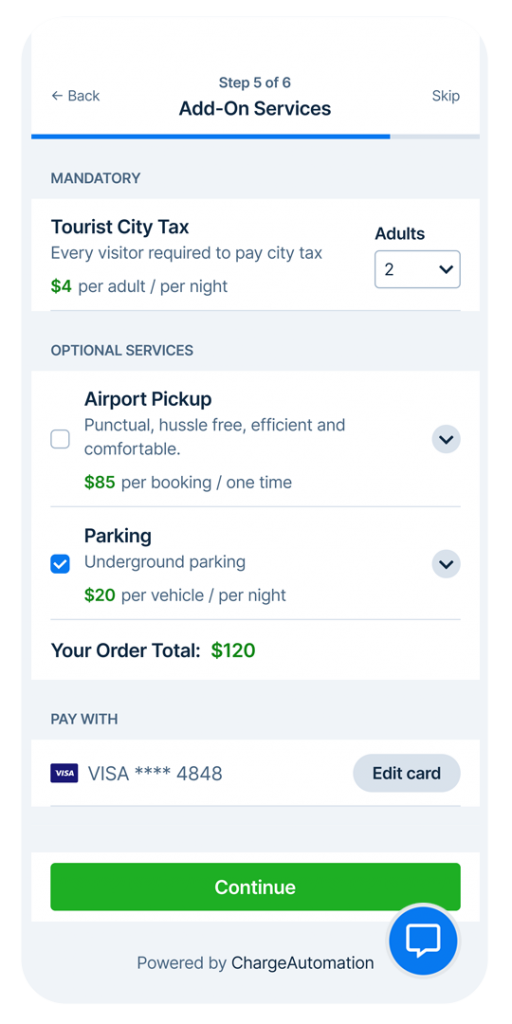 Step 5 of 6
← Back
Add-On Services
Skip
MANDATORY
Tourist City Tax
Every visitor required to pay city tax
$4 per adult / per night
Adults
2
OPTIONAL SERVICES
Airport Pickup
Punctual, hussle free, efficient and
comfortable.
$85 per booking / one time
Parking
Underground parking
$20 per vehicle / per night
Your Order Total: $120
PAY WITH
VISA VISA **** 4848
Edit card
Continue
Powered by ChargeAutomation